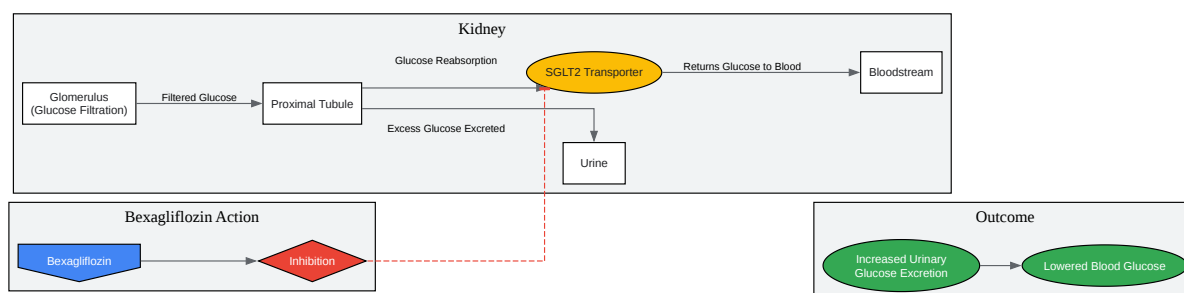 Kidney
Glucose Reabsorption
SGLT2 Transporter
Returns Glucose to Blood
Bloodstream
Glomerulus
(Glucose Filtration)
Filtered Glucose
Proximal Tubule
Excess Glucose Excreted
Urine
Bexagliflozin Action
Bexagliflozin
Inhibition
Outcome
Increased Urinary
Glucose Excretion
Lowered Blood Glucose